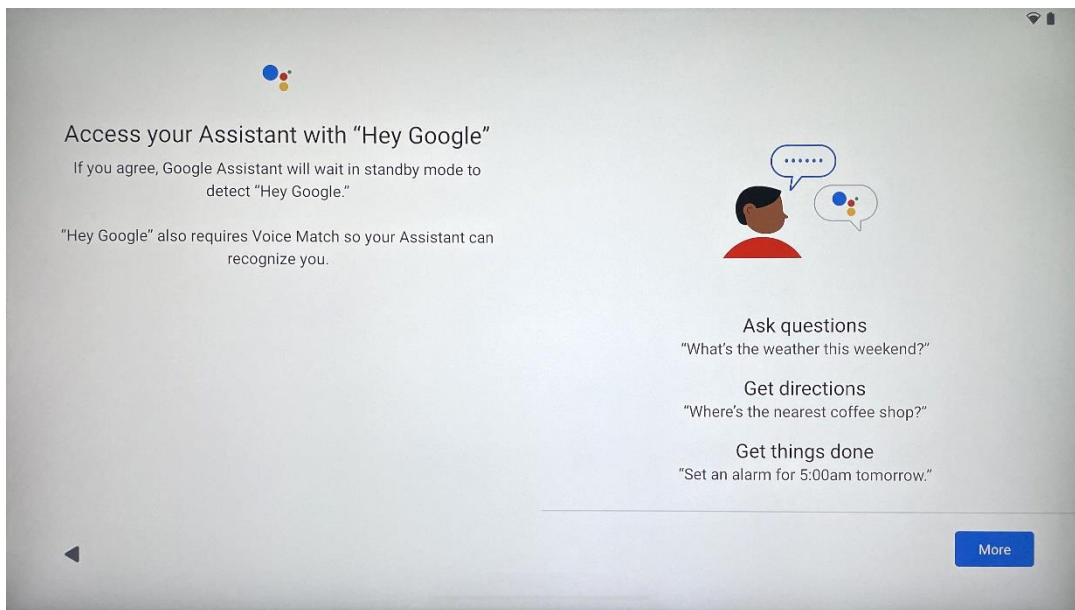 Access your Assistant with “Hey Google”
If you agree, Google Assistant will wait in standby mode to
detect “Hey Google.”
“Hey Google” also requires Voice Match so your Assistant can
recognize you.
Ask questions
“What’s the weather this weekend?”
Get directions
“Where’s the nearest coffee shop?”
Get things done
“Set an alarm for 5:00am tomorrow.”
More